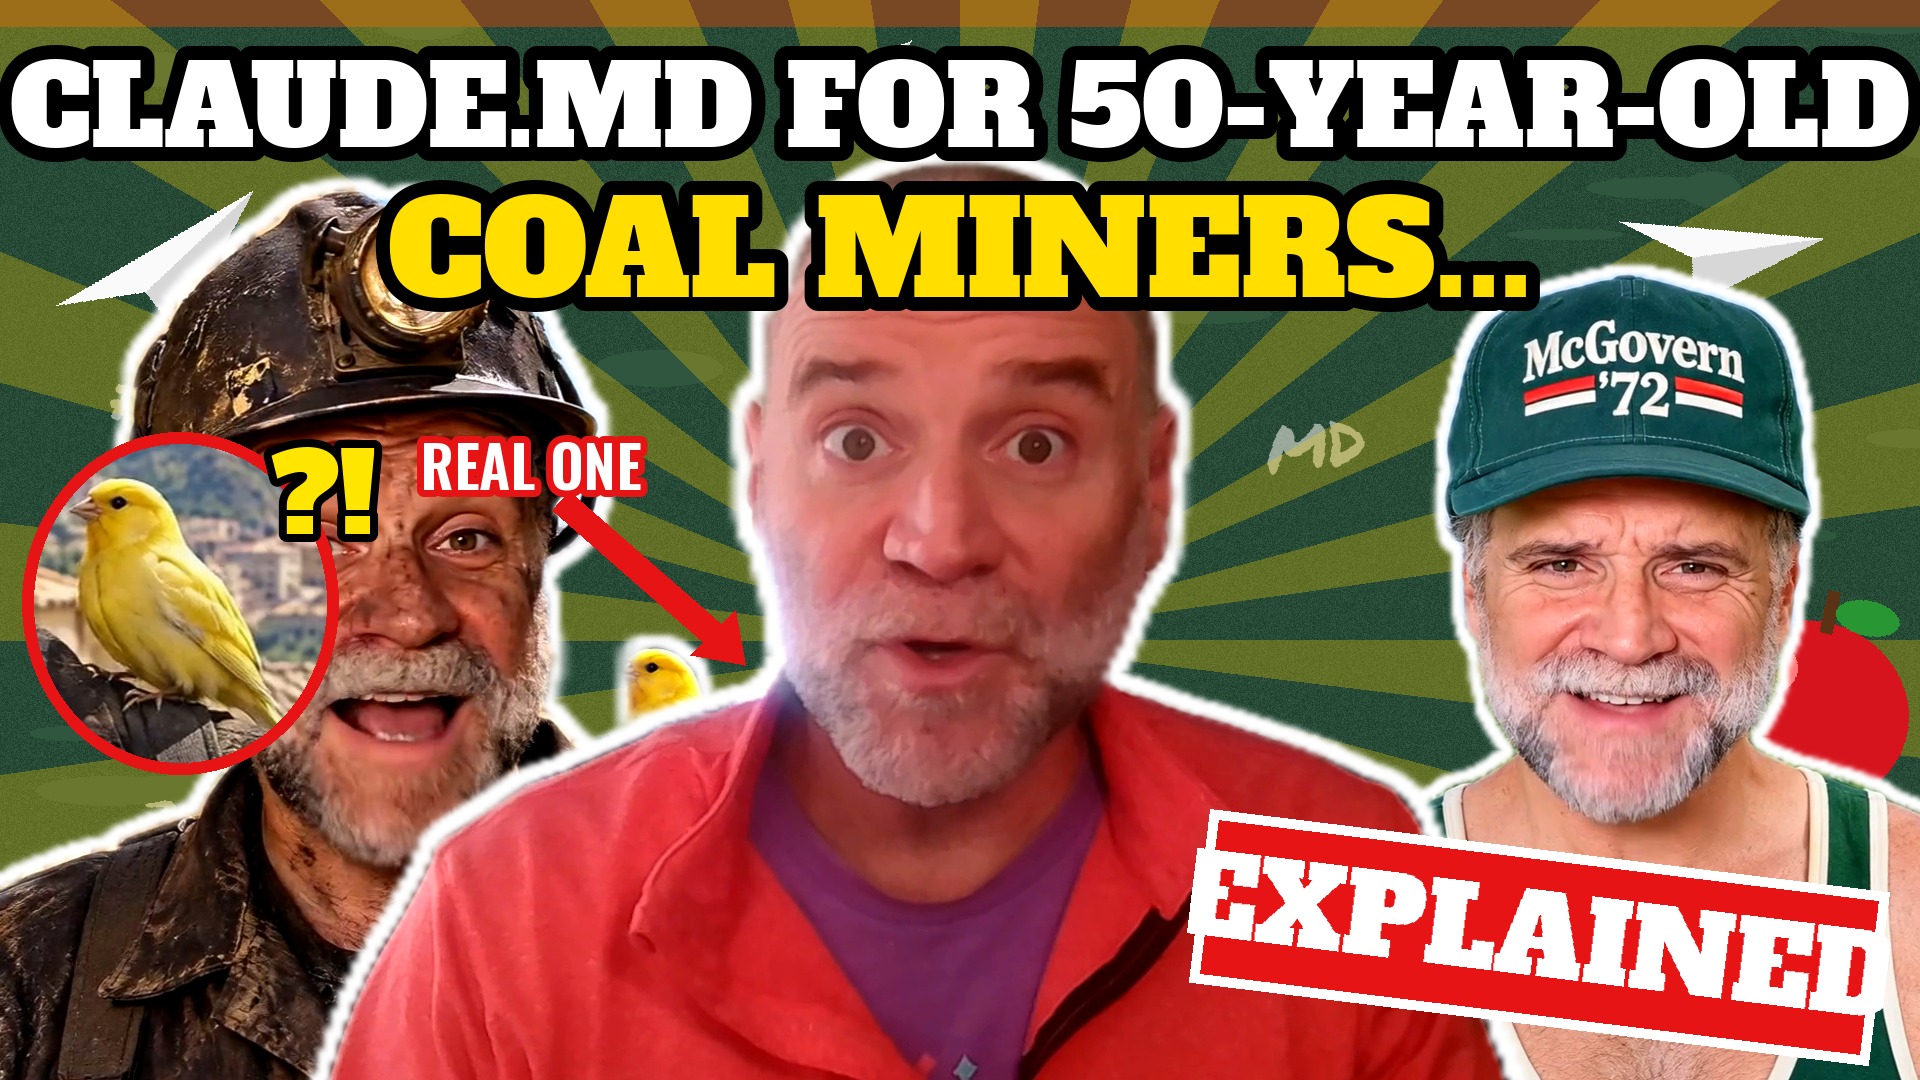 CLAUDE.MD FOR 50-YEAR-OLD
COAL MINERS...
McGovern
'72
?!
REAL ONE
MD
EXPLAINED